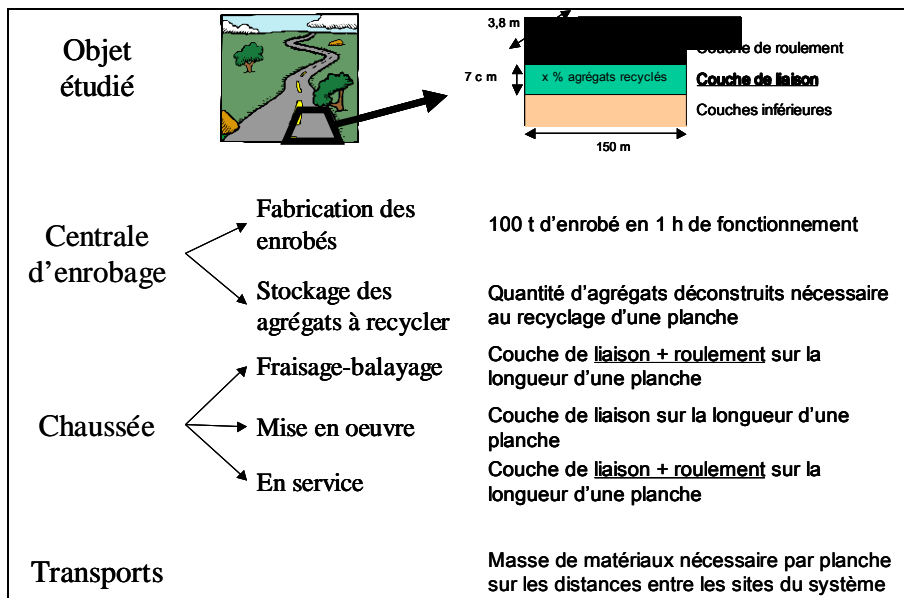 Objet
étudié
3,8 m
Couche de roulement
7 c m
x % agrégats recyclés
Couche de liaison
Couches inférieures
150 m
Centrale
d’enrobage
Fabrication des
enrobés
100 t d’enrobé en 1 h de fonctionnement
Stockage des
agrégats à recycler
Quantité d’agrégats déconstruits nécessaire
au recyclage d’une planche
Chaussée
Fraisage-balayage
Couche de liaison + roulement sur la
longueur d’une planche
Mise en oeuvre
Couche de liaison sur la longueur d’une
planche
En service
Couche de liaison + roulement sur la
longueur d’une planche
Transports
Masse de matériaux nécessaire par planche
sur les distances entre les sites du système